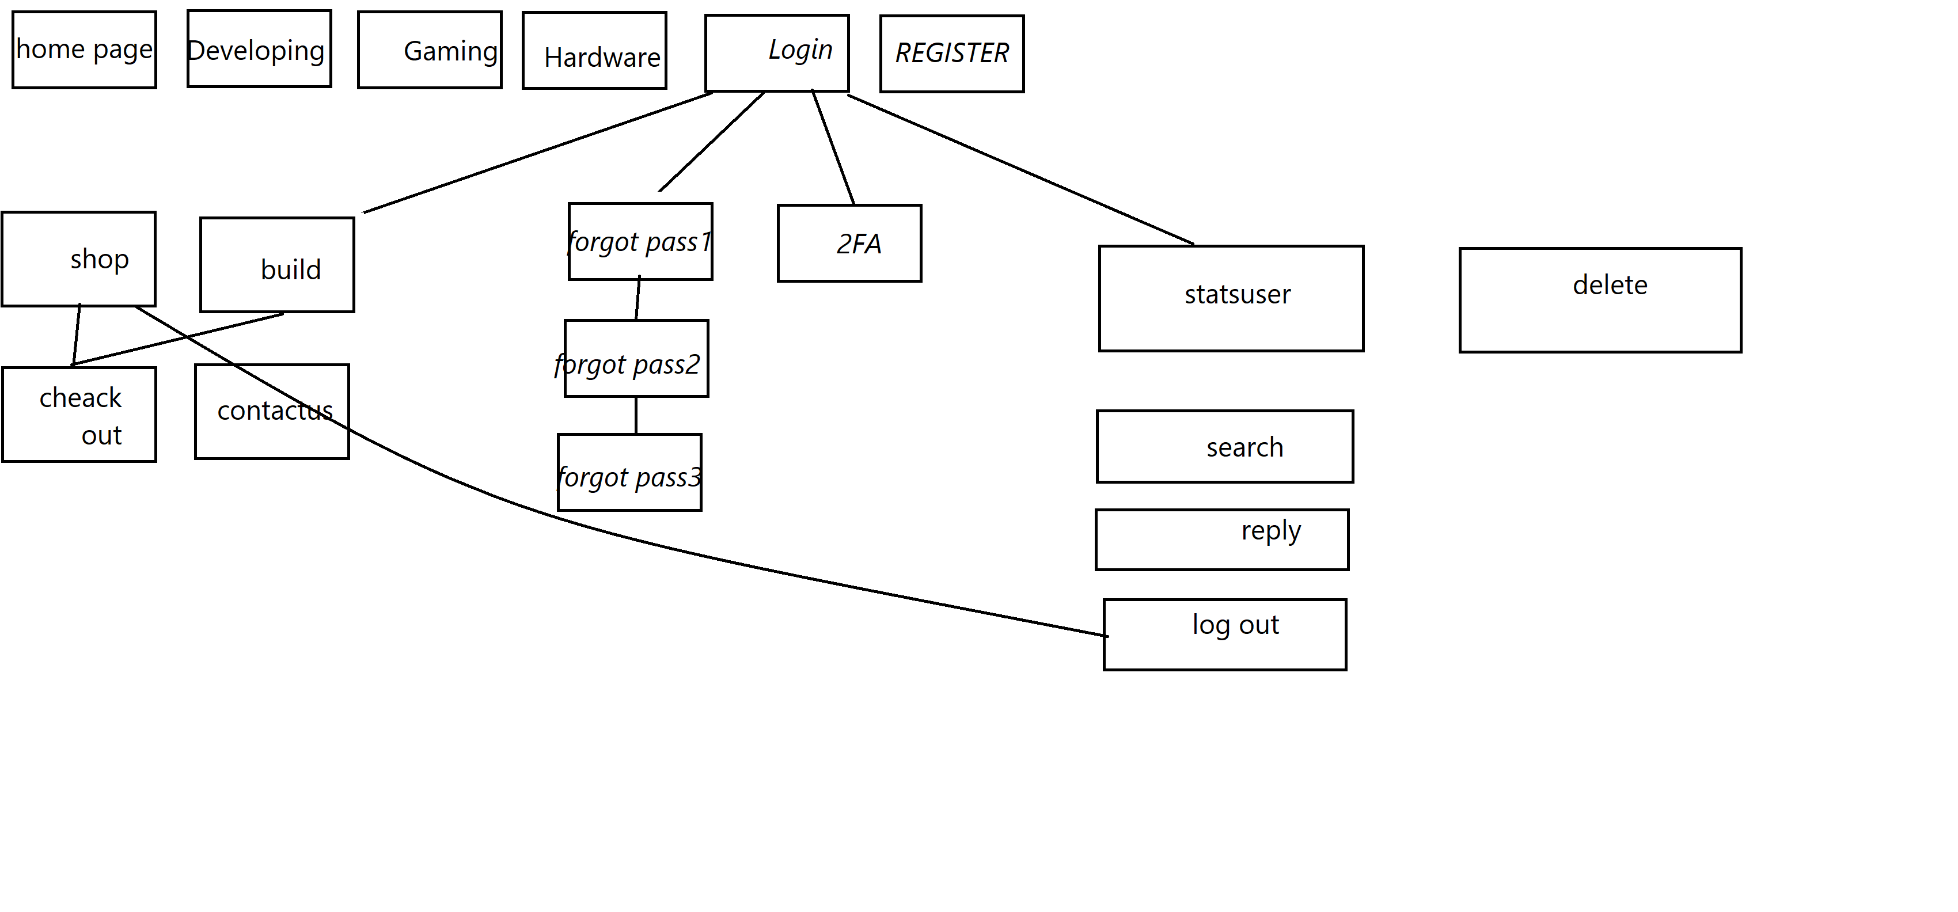 home page
Developing
Gaming
Hardware
Login
REGISTER
shop
build
forgot pass1
2FA
statsuser
delete
cheack
out
contactus
forgot pass2
forgot pass3
search
reply
log out